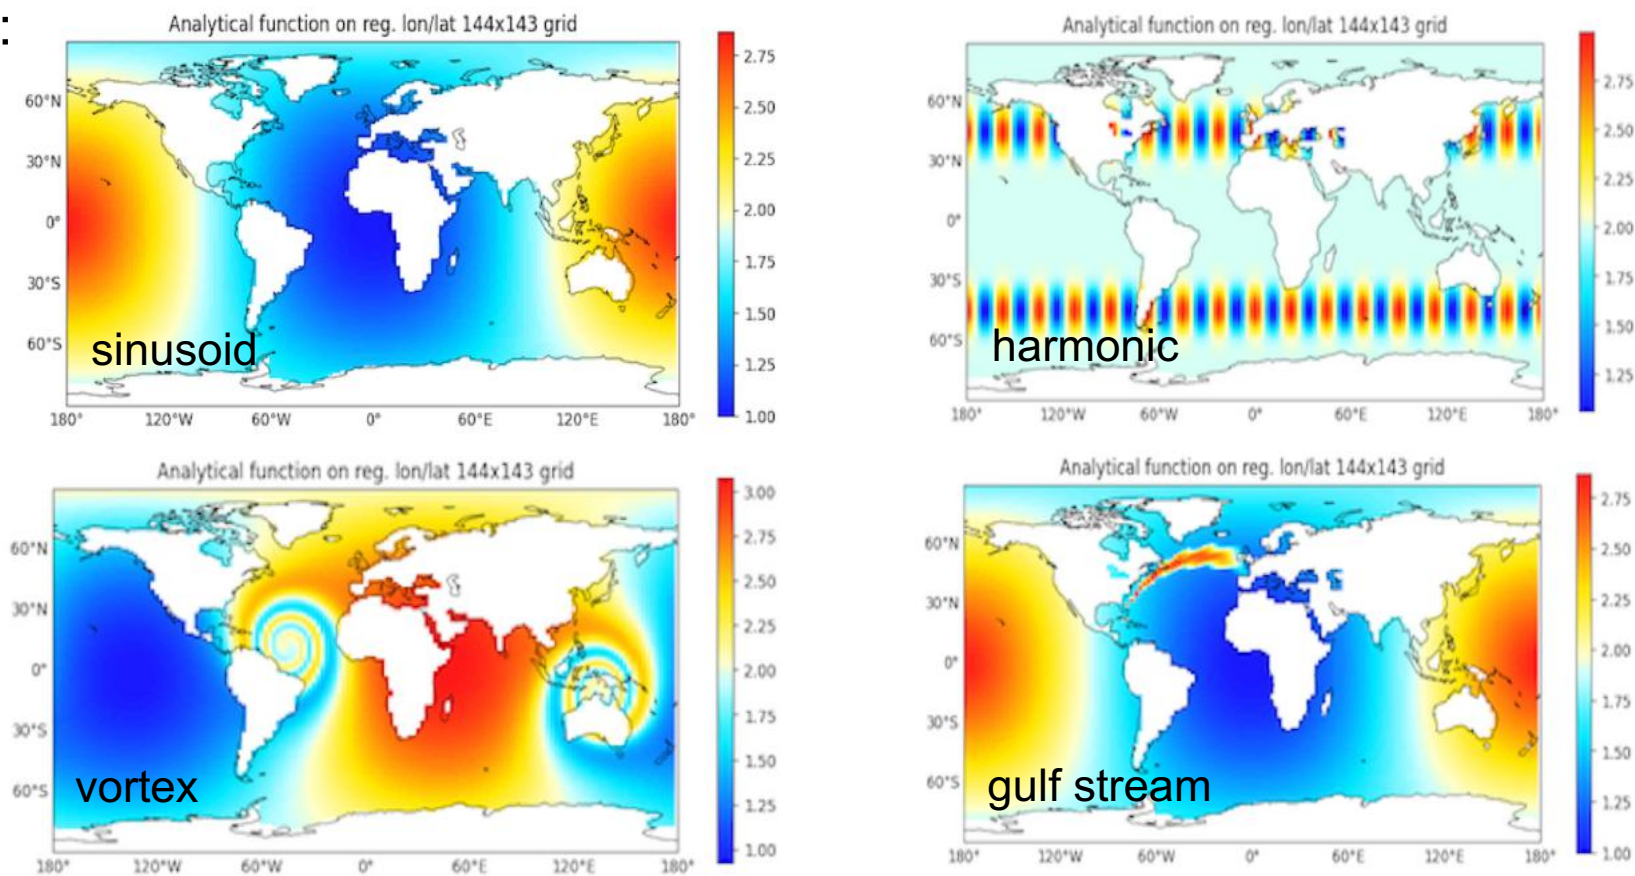 :
Analytical function on reg. lon/lat 144x143 grid
60°N
30°N
0°
30°S
60°S
180°
120°W
60°W
0°
60°E
120°E
180°
2.75
2.50
2.25
2.00
1.75
1.50
1.25
1.00
sinusoid
Analytical function on reg. lon/lat 144x143 grid
60°N
30°N
0°
30°S
60°S
180°
120°W
60°W
0°
60°E
120°E
180°
2.75
2.50
2.25
2.00
1.75
1.50
1.25
harmonic
Analytical function on reg. lon/lat 144x143 grid
60°N
30°N
0°
30°S
60°S
180°
120°W
60°W
0°
60°E
120°E
180°
3.00
2.75
2.50
2.25
2.00
1.75
1.50
1.25
1.00
vortex
Analytical function on reg. lon/lat 144x143 grid
60°N
30°N
0°
30°S
60°S
180°
120°W
60°W
0°
60°E
120°E
180°
2.75
2.50
2.25
2.00
1.75
1.50
1.25
1.00
gulf stream